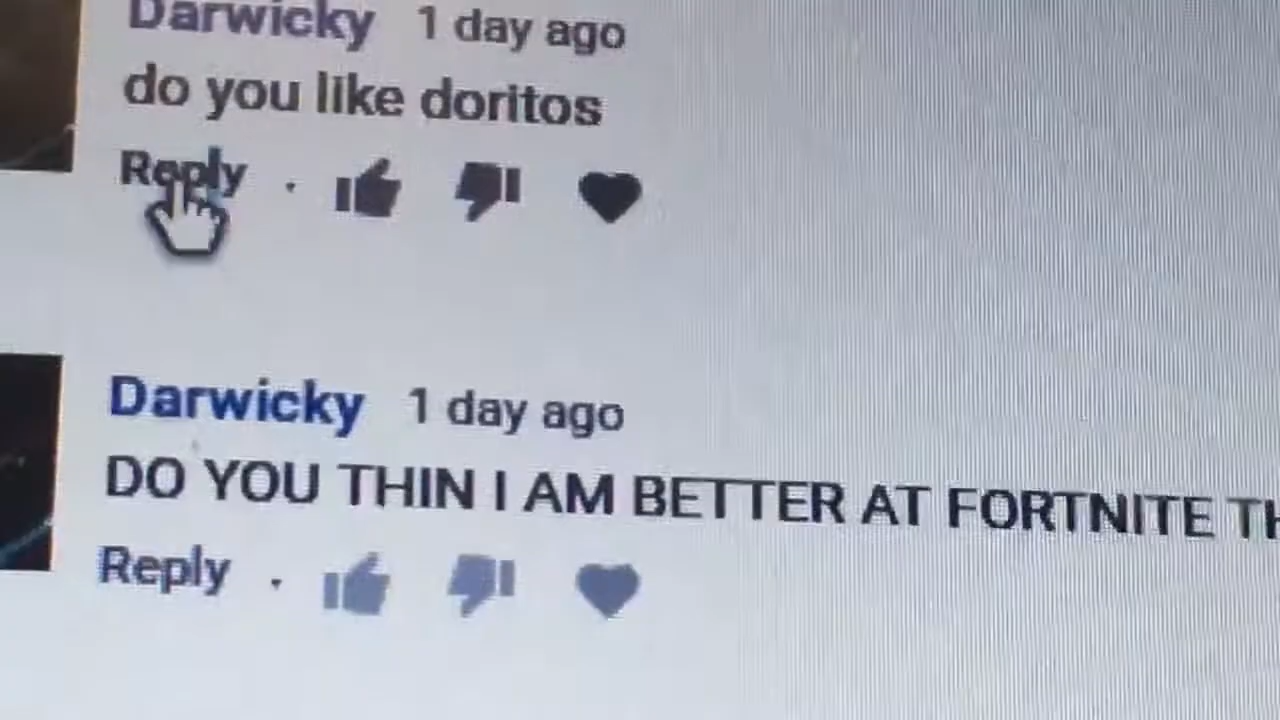 Darwicky 1 day ago
do you like doritos
Reply
Darwicky 1 day ago
DO YOU THIN I AM BETTER AT FORTNITE
Reply